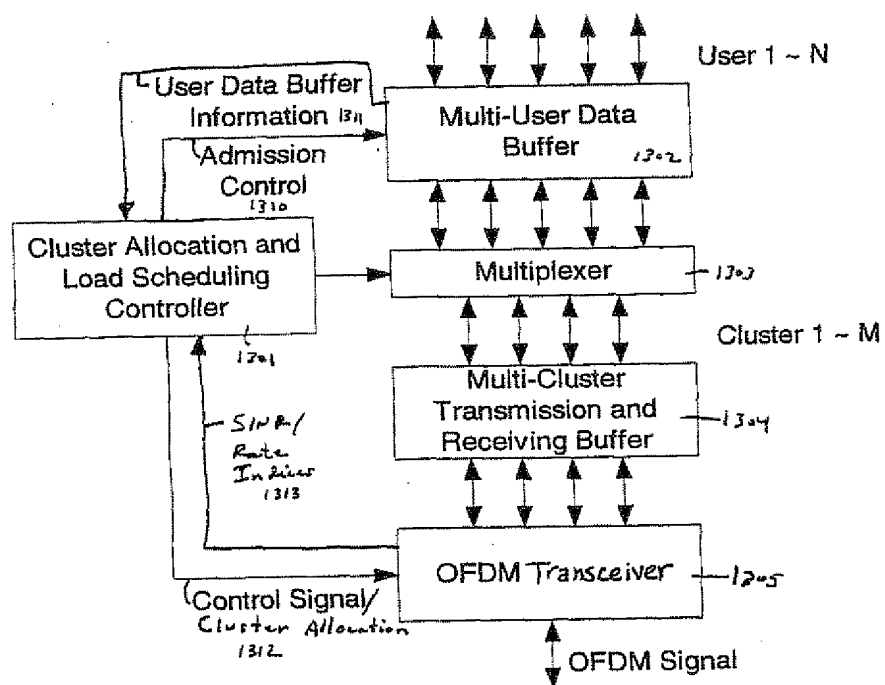 User 1 ~ N
User Data Buffer
Information 1311
Multi-User Data
Buffer
1302
Admission
Control
1310
Cluster Allocation and
Load Scheduling
Controller
1301
Multiplexer
1303
Cluster 1 ~ M
Multi-Cluster
Transmission and
Receiving Buffer
1304
SINR/
Rate
Indices
1313
OFDM Transceiver
1305
Control Signal/
Cluster Allocation
1312
OFDM Signal